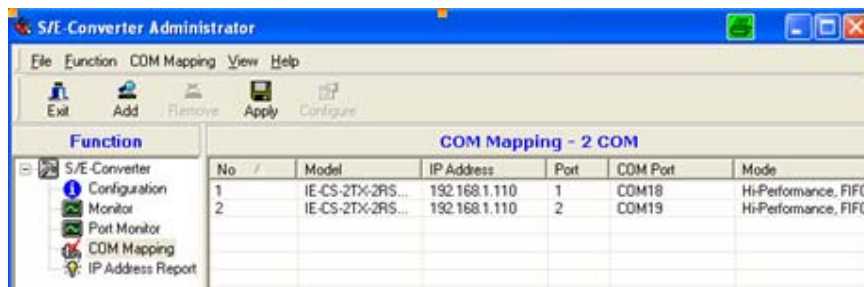 S/E-Converter Administrator
File Function COM Mapping View Help
Exit Add Remove Apply Configure
Function
COM Mapping - 2 COM
S/E-Converter
Configuration
Monitor
Port Monitor
COM Mapping
IP Address Report
No / Model IP Address Port COM Port Mode
1 IE-CS-2TX-2RS... 192.168.1.110 1 COM18 Hi-Performance, FIFO
2 IE-CS-2TX-2RS... 192.168.1.110 2 COM19 Hi-Performance, FIFO